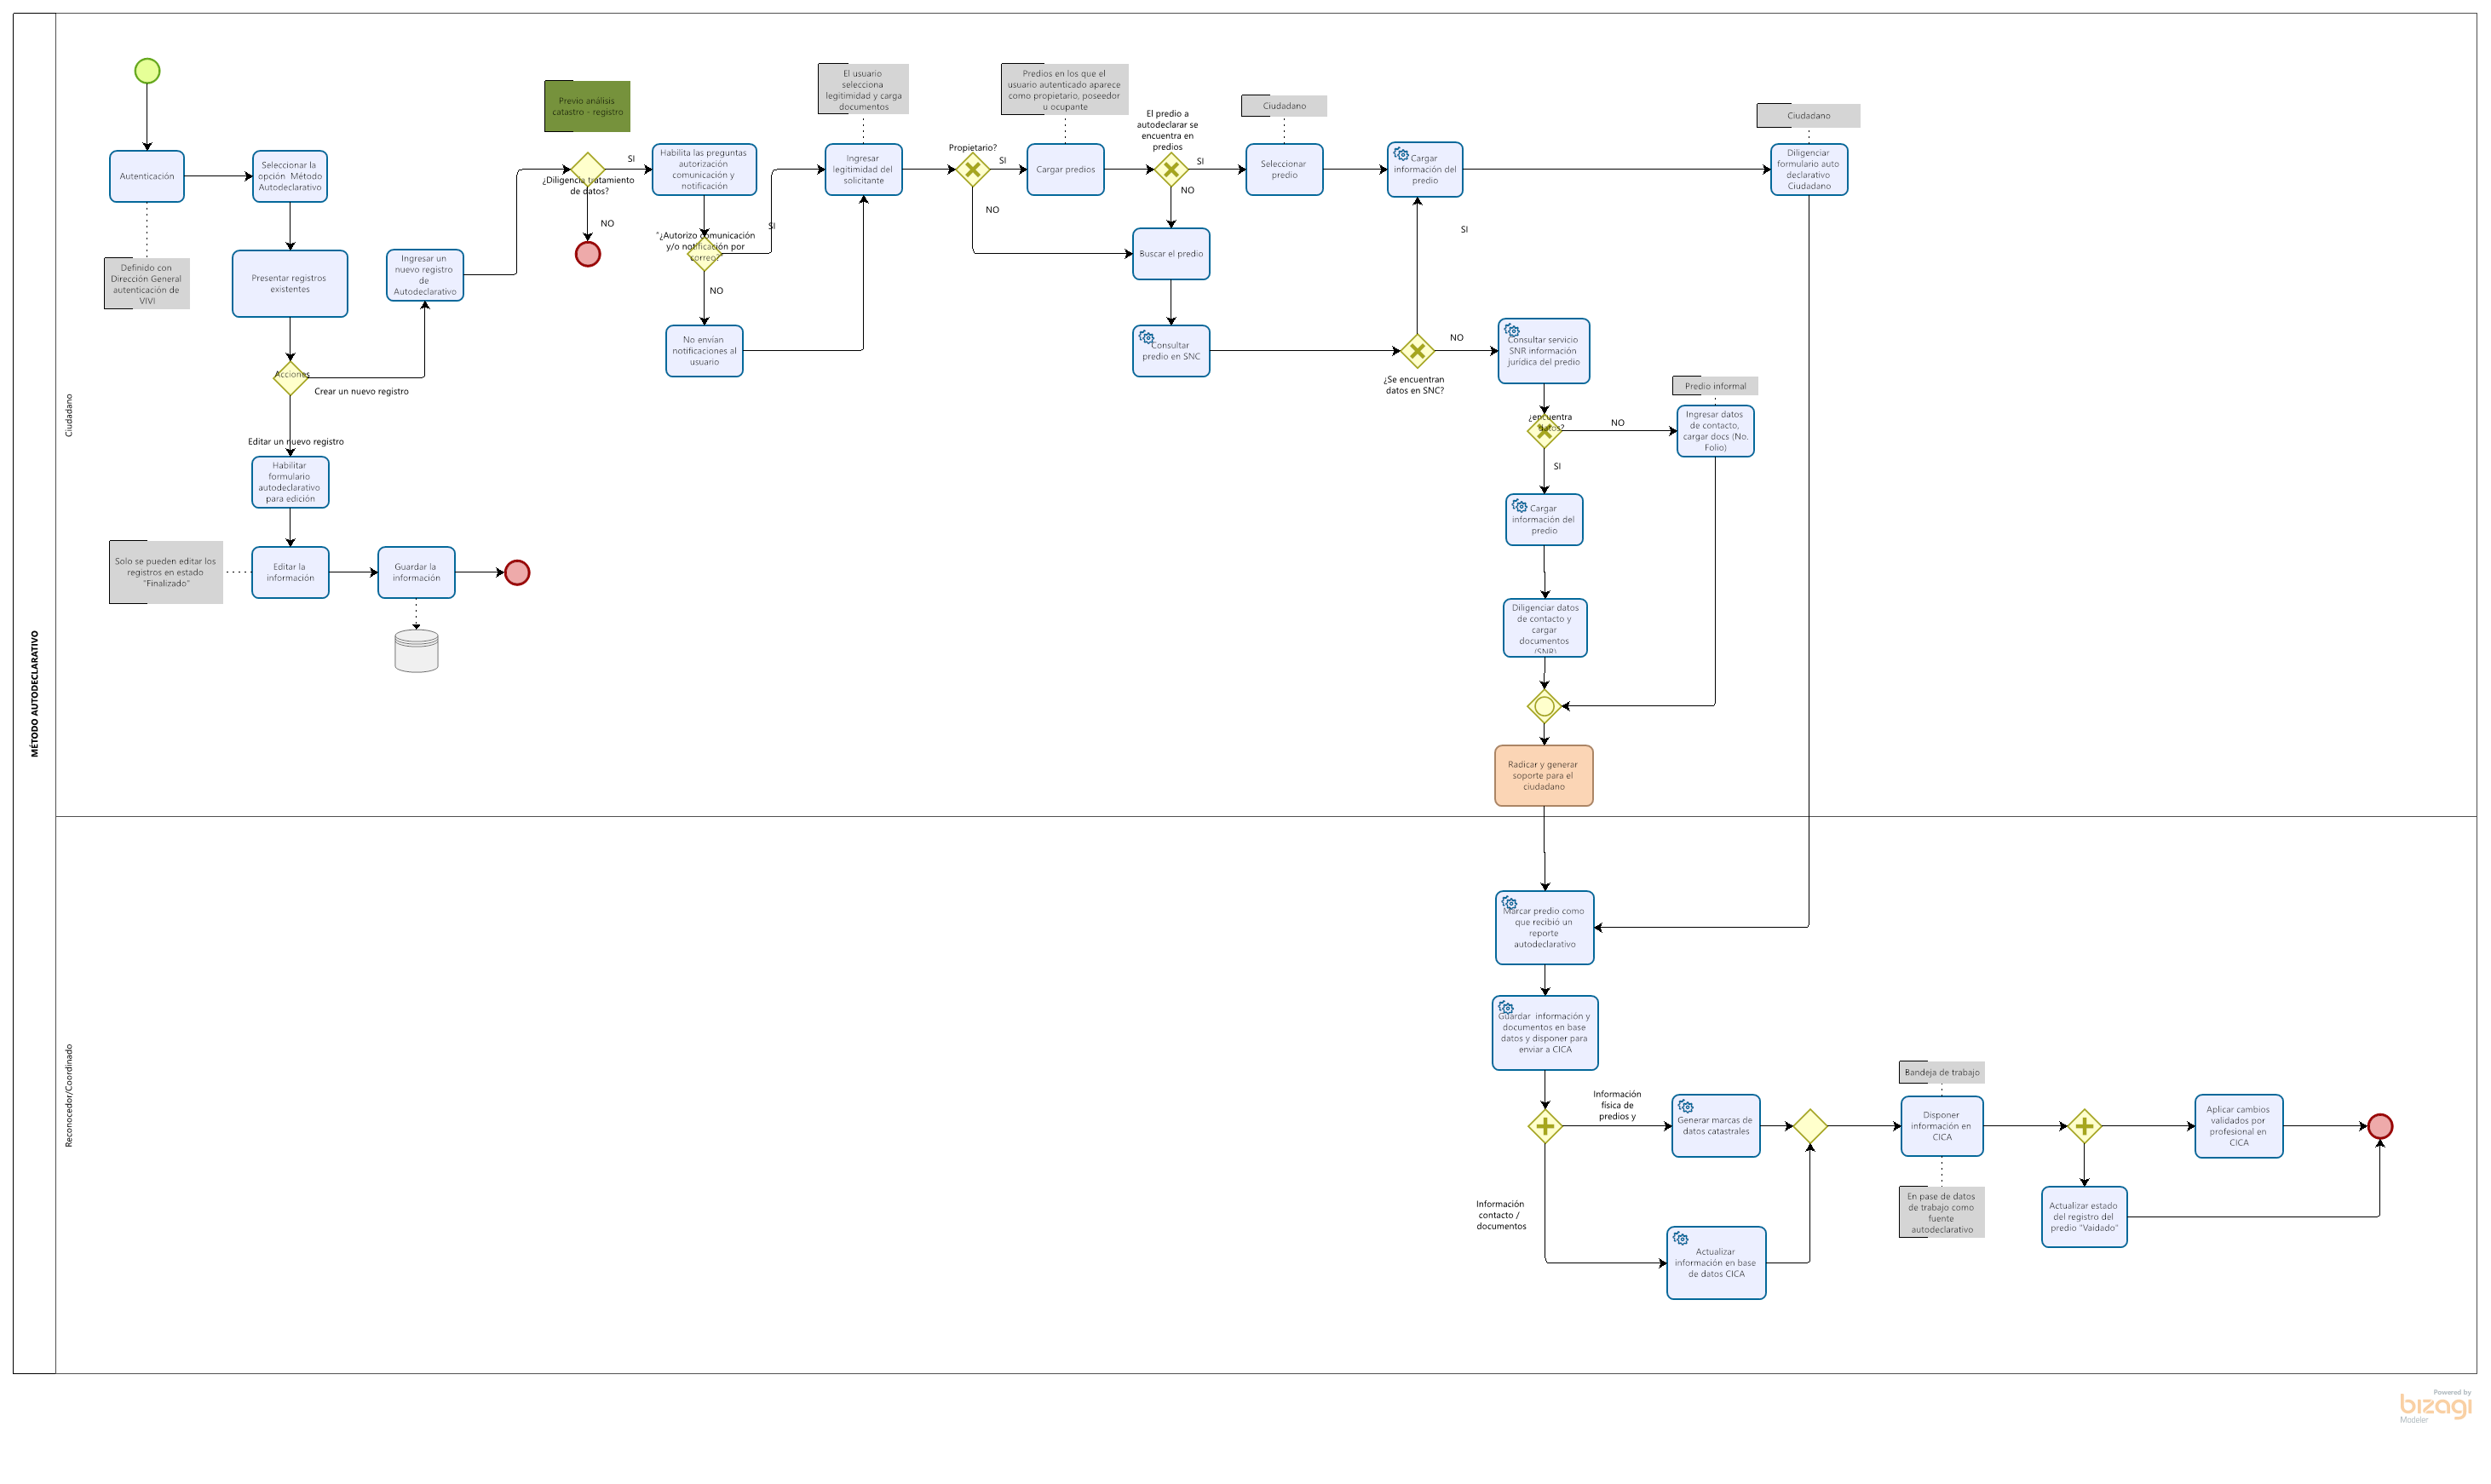 MÉTODO AUTODECLARATIVO
Ciudadano
Autenticación
Definido con
Dirección General
autenticación de
VIVI
Seleccionar la
opción Método
Autodeclarativo
Presentar registros
existentes
Acciones
Crear un nuevo registro
Editar un nuevo registro
Habilitar
formulario
autodeclarativo
para edición
Solo se pueden editar los
registros en estado
"Finalizado"
Editar la
información
Guardar la
información
Ingresar un
nuevo registro
de
Autodeclarativo
Previo análisis
catastro – registro
¿Diligencia tratamiento
de datos?
SI
NO
Habilita las preguntas
autorización
comunicación y
notificación
"¿Autorizo comunicación
y/o notificación por
correo?"
SI
NO
No envian
notificaciones al
usuario
El usuario
selecciona
legitimidad y carga
documentos
Ingresar
legitimidad del
solicitante
Propietario?
SI
NO
Predios en los que el
usuario autenticado aparece
como propietario, poseedor
u ocupante
Cargar predios
El predio a
autodeclarar se
encuentra en
predios
SI
NO
Buscar el predio
Consultar
predio en SNC
Ciudadano
Seleccionar
predio
Cargar
información del
predio
SI
¿Se encuentran
datos en SNC?
NO
Consultar servicio
SNR información
jurídica del predio
¿encuentra
datos?
NO
SI
Predio informal
Ingresar datos
de contacto,
cargar docs (No.
Folio)
Cargar
información del
predio
Diligenciar datos
de contacto y
cargar
documentos
(SNR)
Radicar y generar
soporte para el
ciudadano
Ciudadano
Diligenciar
formulario auto
declarativo
Ciudadano
Reconocedor/Coordinado
Marcar predio como
que recibió un
reporte
autodeclarativo
Guardar información y
documentos en base
datos y disponer para
enviar a CICA
Información
física de
predios y
Información
contacto /
documentos
Generar marcas de
datos catastrales
Actualizar
información en base
de datos CICA
Bandeja de trabajo
Disponer
información en
CICA
En pase de datos
de trabajo como
fuente
autodeclarativo
Aplicar cambios
validados por
profesional en
CICA
Actualizar estado
del registro del
predio "Vaidado"
Powered by
bizagi
Modeler